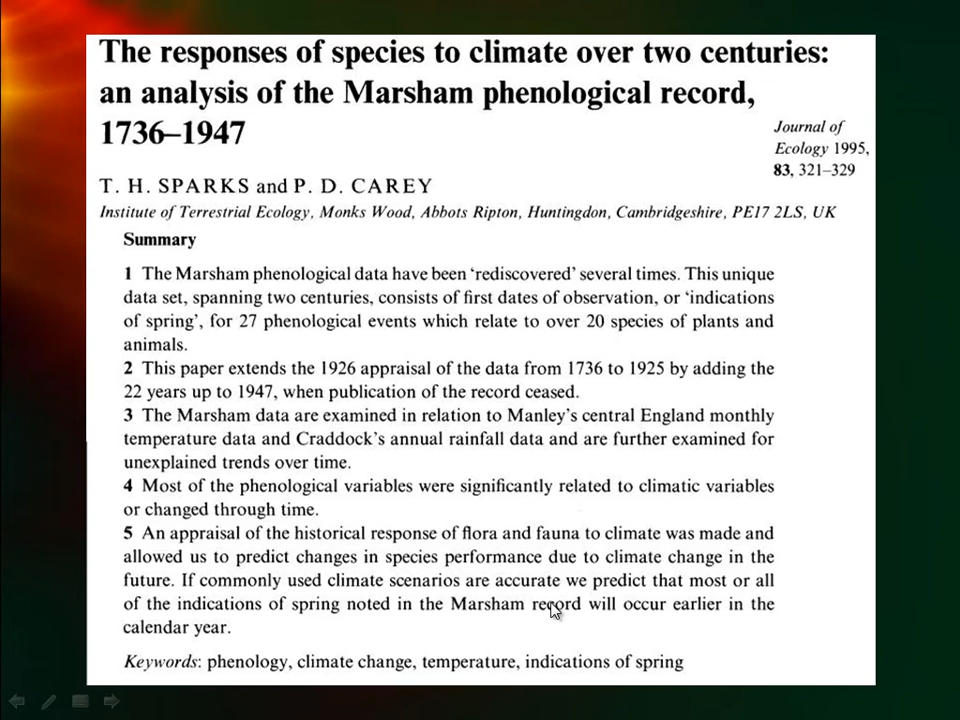 The responses of species to climate over two centuries:
an analysis of the Marsham phenological record,
1736–1947
Journal of
Ecology 1995,
83, 321–329
T. H. SPARKS and P. D. CAREY
Institute of Terrestrial Ecology, Monks Wood, Abbots Ripton, Huntingdon, Cambridgeshire, PE17 2LS, UK
Summary
1 The Marsham phenological data have been ‘rediscovered’ several times. This unique
data set, spanning two centuries, consists of first dates of observation, or ‘indications
of spring’, for 27 phenological events which relate to over 20 species of plants and
animals.
2 This paper extends the 1926 appraisal of the data from 1736 to 1925 by adding the
22 years up to 1947, when publication of the record ceased.
3 The Marsham data are examined in relation to Manley’s central England monthly
temperature data and Craddock’s annual rainfall data and are further examined for
unexplained trends over time.
4 Most of the phenological variables were significantly related to climatic variables
or changed through time.
5 An appraisal of the historical response of flora and fauna to climate was made and
allowed us to predict changes in species performance due to climate change in the
future. If commonly used climate scenarios are accurate we predict that most or all
of the indications of spring noted in the Marsham record will occur earlier in the
calendar year.
Keywords: phenology, climate change, temperature, indications of spring